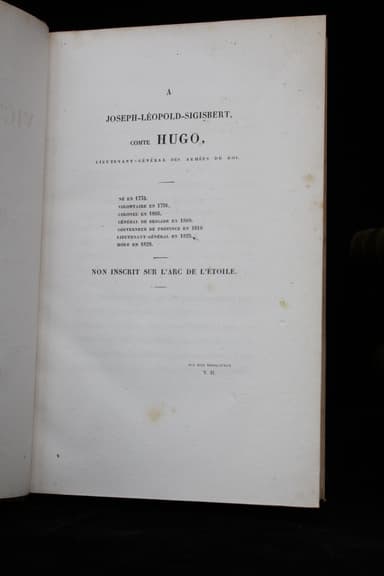 A
JOSEPH-LÉOPOLD-SIGISBERT,
COMTE HUGO,
LIEUTENANT-GÉNÉRAL DES ARMÉES DU ROI.
NÉ EN 1774,
VOLONTAIRE EN 1791,
COLONEL EN 1803,
GÉNÉRAL DE BRIGADE EN 1809,
GOUVERNEUR DE PROVINCE EN 1810
LIEUTENANT-GÉNÉRAL EN 1825,
MORT EN 1828.
NON INSCRIT SUR L'ARC DE L'ÉTOILE.
SON FILS RESPECTUEUX
V. H.